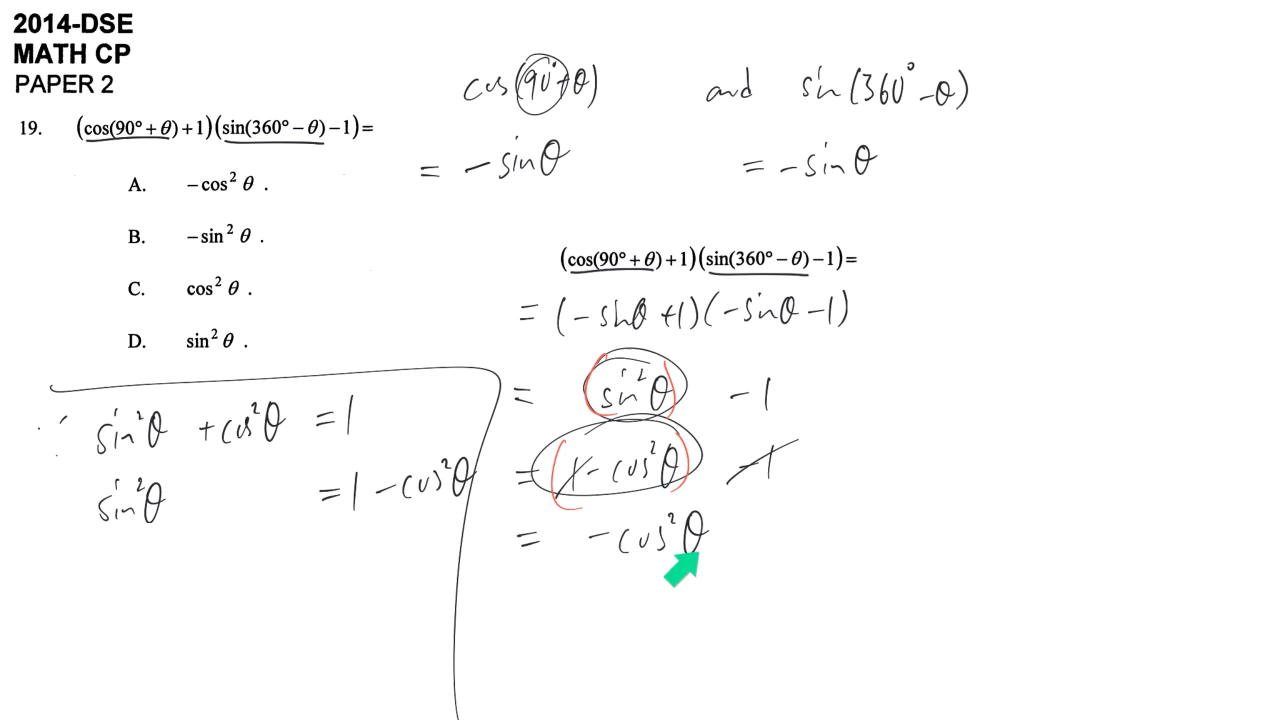 2014-DSE
MATH CP
PAPER 2
19. (cos(90° + θ) + 1)(sin(360° − θ) − 1) =
A. −cos² θ .
B. −sin² θ .
C. cos² θ .
D. sin² θ .
cos(90°+θ) and sin(360°−θ)
= −sinθ = −sinθ
(cos(90° + θ) + 1)(sin(360° − θ) − 1) =
= (−sinθ +1)(−sinθ −1)
= (sin²θ) −1
= (1−cos²θ) −1
= −cos²θ
∵ sin²θ +cos²θ =1
sin²θ =1 −cos²θ